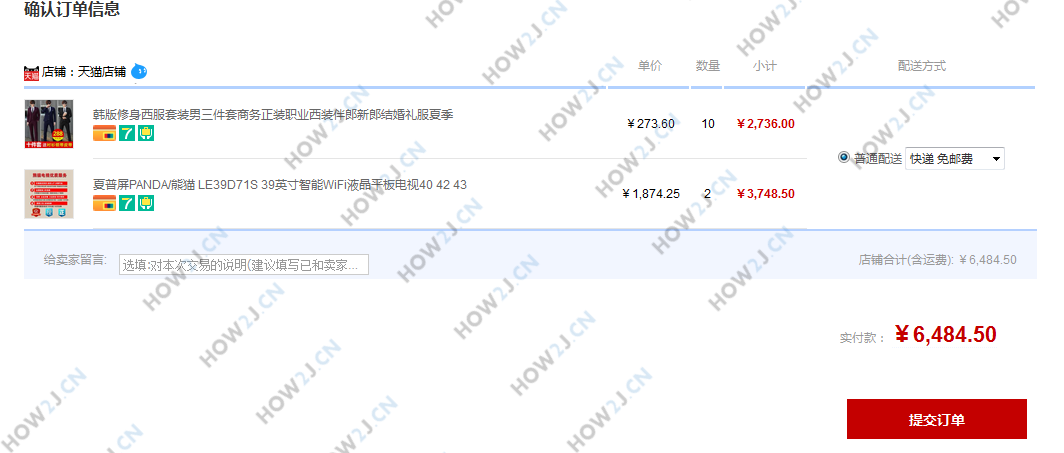 确认订单信息
天猫 店铺：天猫店铺 单价 数量 小计 配送方式
韩版修身西服套装男三件套商务正装职业西装伴郎新郎结婚礼服夏季
￥273.60 10 ￥2,736.00
288
十件套
7
普通配送 快递 免邮费
夏普屏PANDA/熊猫 LE39D71S 39英寸智能WiFi液晶平板电视40 42 43
￥1,874.25 2 ￥3,748.50
7
给卖家留言: 选填:对本次交易的说明(建议填写已和卖家... 店铺合计(含运费): ￥6,484.50
实付款： ￥6,484.50
提交订单
HOW2J.CN